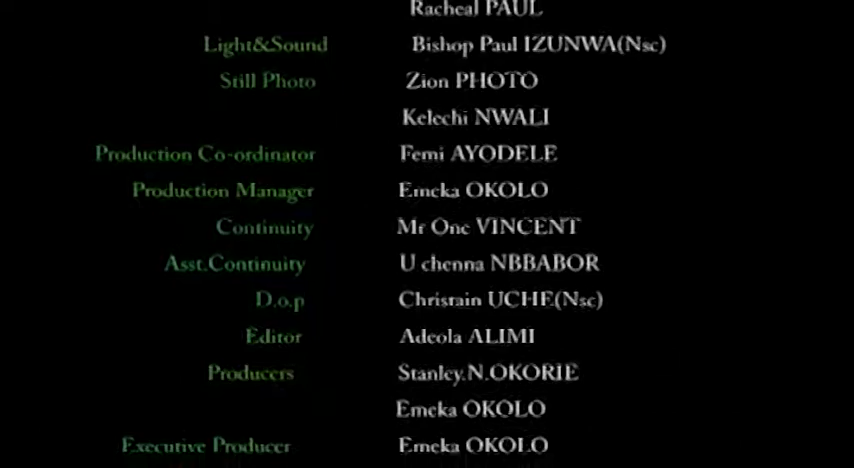 Racheal PAUL
Light&Sound Bishop Paul IZUNWA(Nsc)
Still Photo Zion PHOTO
Kelechi NWALI
Production Co-ordinator Femi AYODELE
Production Manager Emeka OKOLO
Continuity Mr One VINCENT
Asst.Continuity U chenna NBBABOR
D.o.p Christain UCHE(Nsc)
Editor Adeola ALIMI
Producers Stanley.N.OKORIE
Emeka OKOLO
Executive Producer Emeka OKOLO